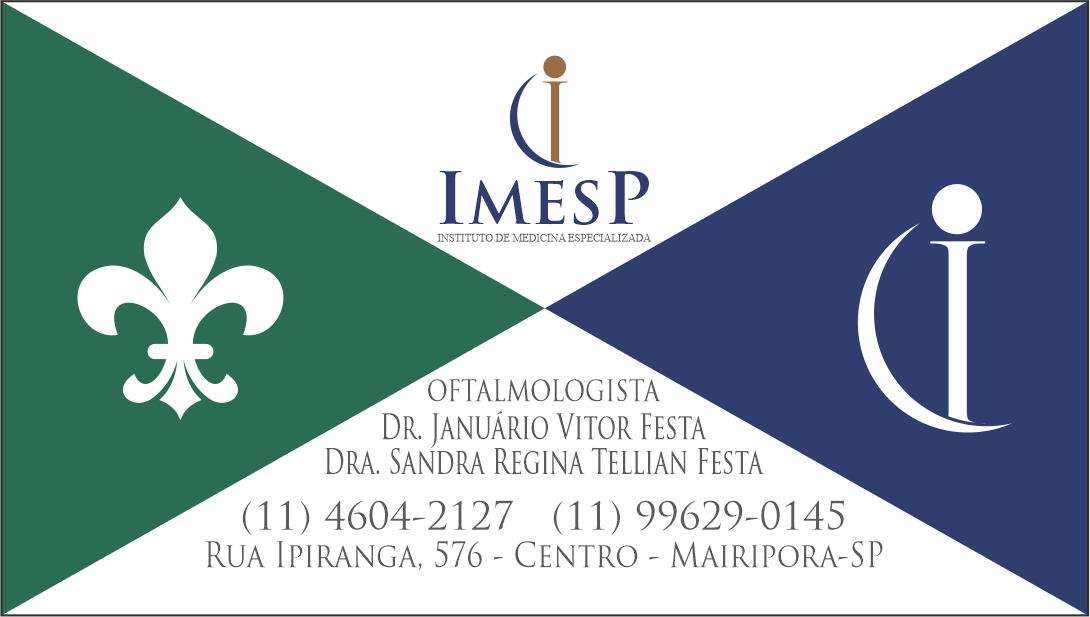 IMESP
INSTITUTO DE MEDICINA ESPECIALIZADA
OFTALMOLOGISTA
DR. JANUÁRIO VITOR FESTA
DRA. SANDRA REGINA TELLIAN FESTA
(11) 4604-2127 (11) 99629-0145
RUA IPIRANGA, 576 - CENTRO - MAIRIPORA-SP